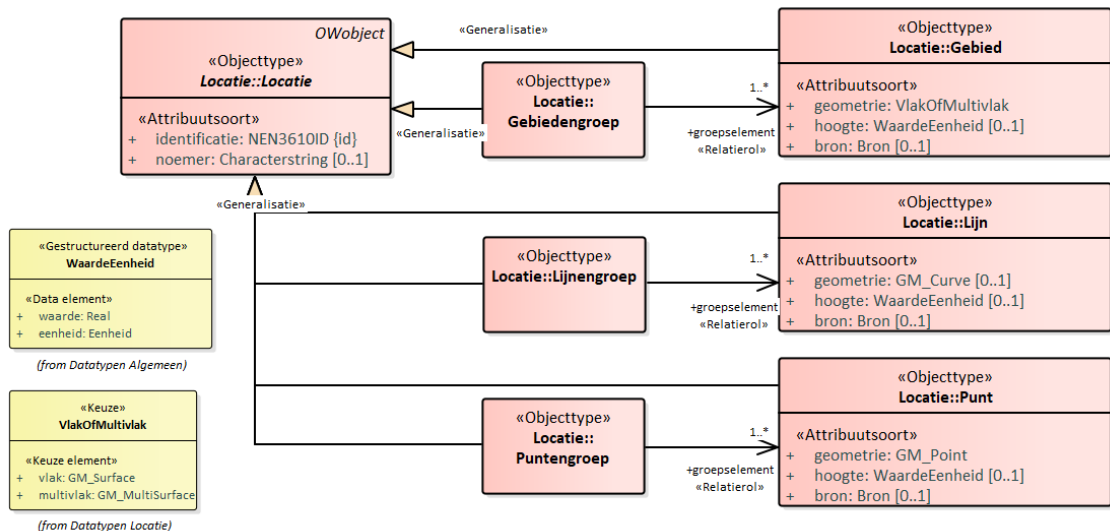 OWobject
«Objecttype»
Locatie::Locatie
«Attribuutsoort»
+ identificatie: NEN3610ID {id}
+ noemer: Characterstring [0..1]
«Generalisatie»
«Objecttype»
Locatie::Gebied
«Attribuutsoort»
+ geometrie: VlakOfMultivlak
+ hoogte: WaardeEenheid [0..1]
+ bron: Bron [0..1]
«Objecttype»
Locatie::
Gebiedengroep
«Generalisatie»
1..*
+groepselement
«Relatierol»
«Generalisatie»
«Objecttype»
Locatie::Lijn
«Attribuutsoort»
+ geometrie: GM_Curve [0..1]
+ hoogte: WaardeEenheid [0..1]
+ bron: Bron [0..1]
«Objecttype»
Locatie::Lijnengroep
1..*
+groepselement
«Relatierol»
«Gestructureerd datatype»
WaardeEenheid
«Data element»
+ waarde: Real
+ eenheid: Eenheid
(from Datatypen Algemeen)
«Objecttype»
Locatie::Punt
«Attribuutsoort»
+ geometrie: GM_Point
+ hoogte: WaardeEenheid [0..1]
+ bron: Bron [0..1]
«Objecttype»
Locatie::
Puntengroep
1..*
+groepselement
«Relatierol»
«Keuze»
VlakOfMultivlak
«Keuze element»
+ vlak: GM_Surface
+ multivlak: GM_MultiSurface
(from Datatypen Locatie)